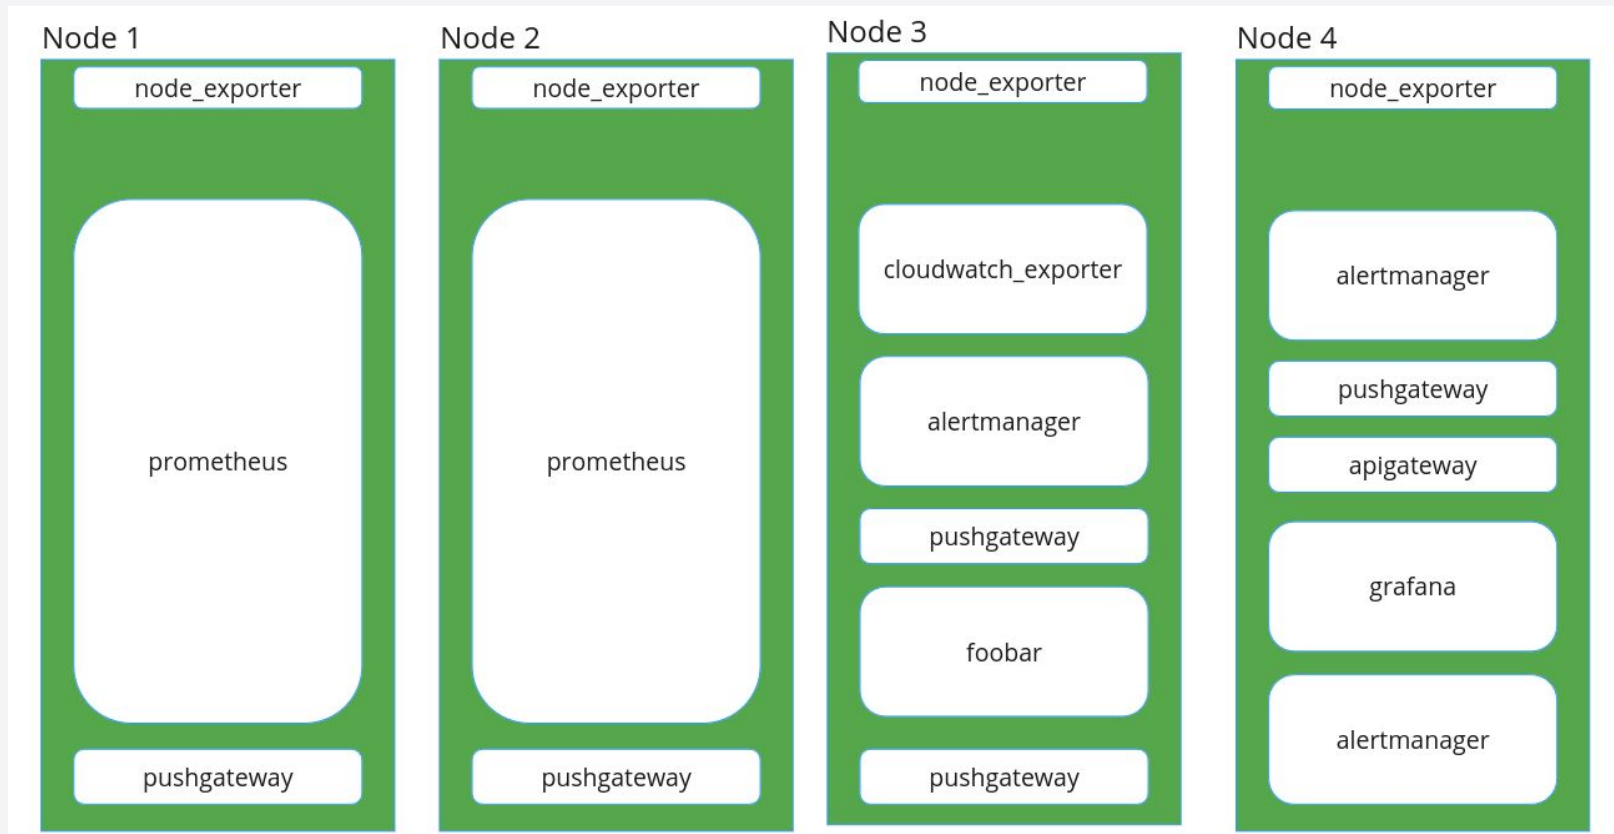 Node 1
node_exporter
prometheus
pushgateway
Node 2
node_exporter
prometheus
pushgateway
Node 3
node_exporter
cloudwatch_exporter
alertmanager
pushgateway
foobar
pushgateway
Node 4
node_exporter
alertmanager
pushgateway
apigateway
grafana
alertmanager